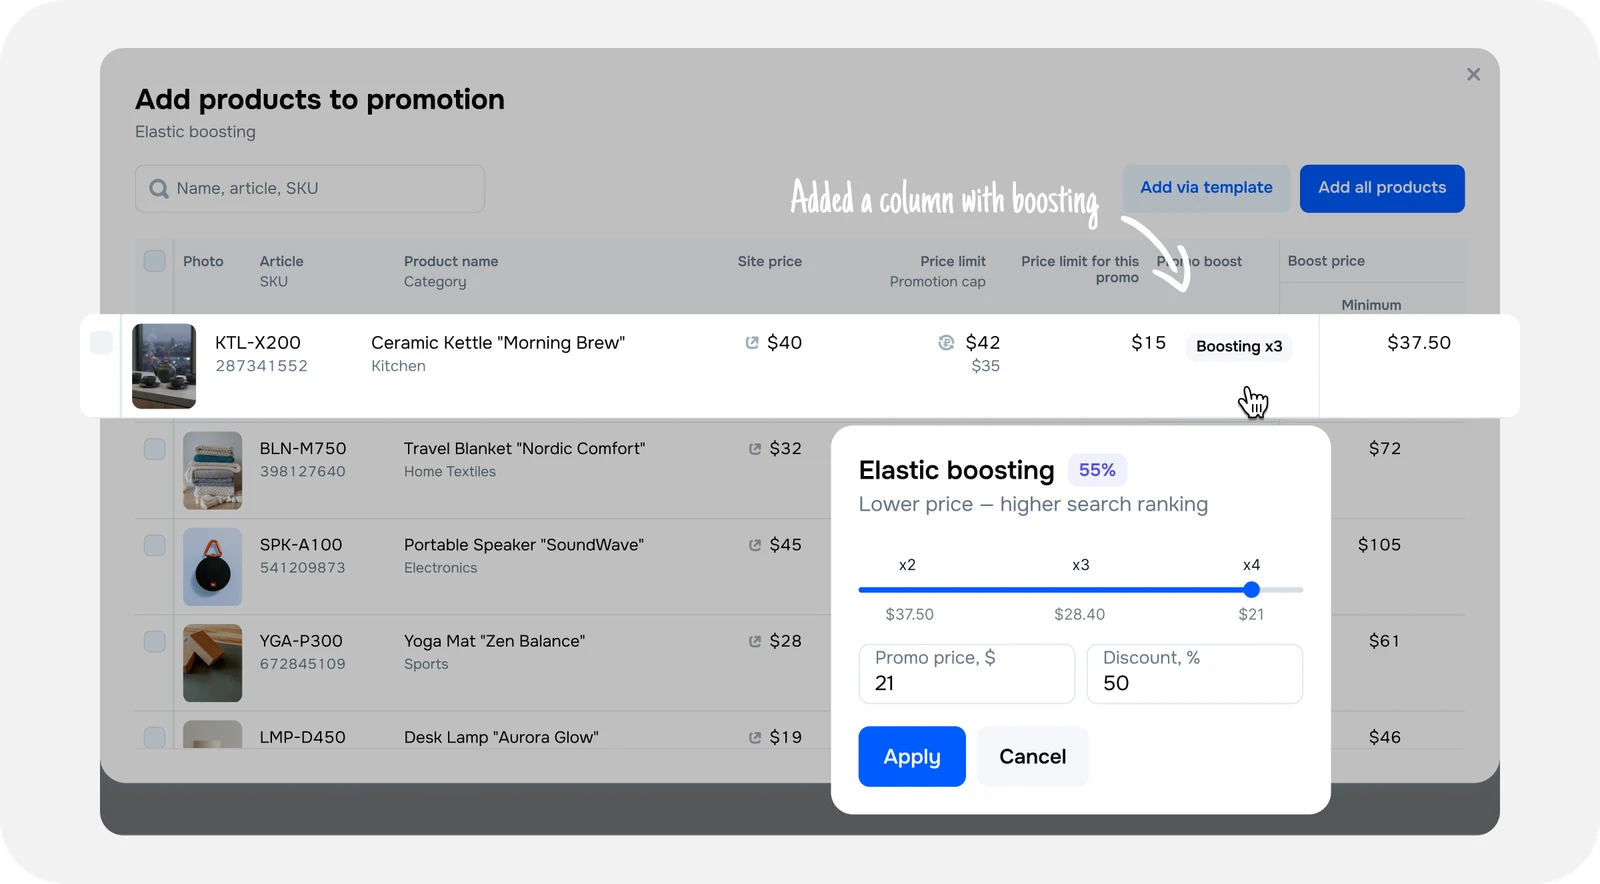 Add products to promotion
Elastic boosting
Name, article, SKU
Added a column with boosting
Add via template
Add all products
Photo
Article
SKU
Product name
Category
Site price
Price limit
Promotion cap
Price limit for this
promo
Promo boost
Boost price
Minimum
KTL-X200
287341552
Ceramic Kettle "Morning Brew"
Kitchen
$40
$42
$35
$15
Boosting x3
$37.50
BLN-M750
398127640
Travel Blanket "Nordic Comfort"
Home Textiles
$32
$72
SPK-A100
541209873
Portable Speaker "SoundWave"
Electronics
$45
$105
YGA-P300
672845109
Yoga Mat "Zen Balance"
Sports
$28
$61
LMP-D450
Desk Lamp "Aurora Glow"
$19
$46
Elastic boosting 55%
Lower price — higher search ranking
x2 x3 x4
$37.50 $28.40 $21
Promo price, $
21
Discount, %
50
Apply
Cancel